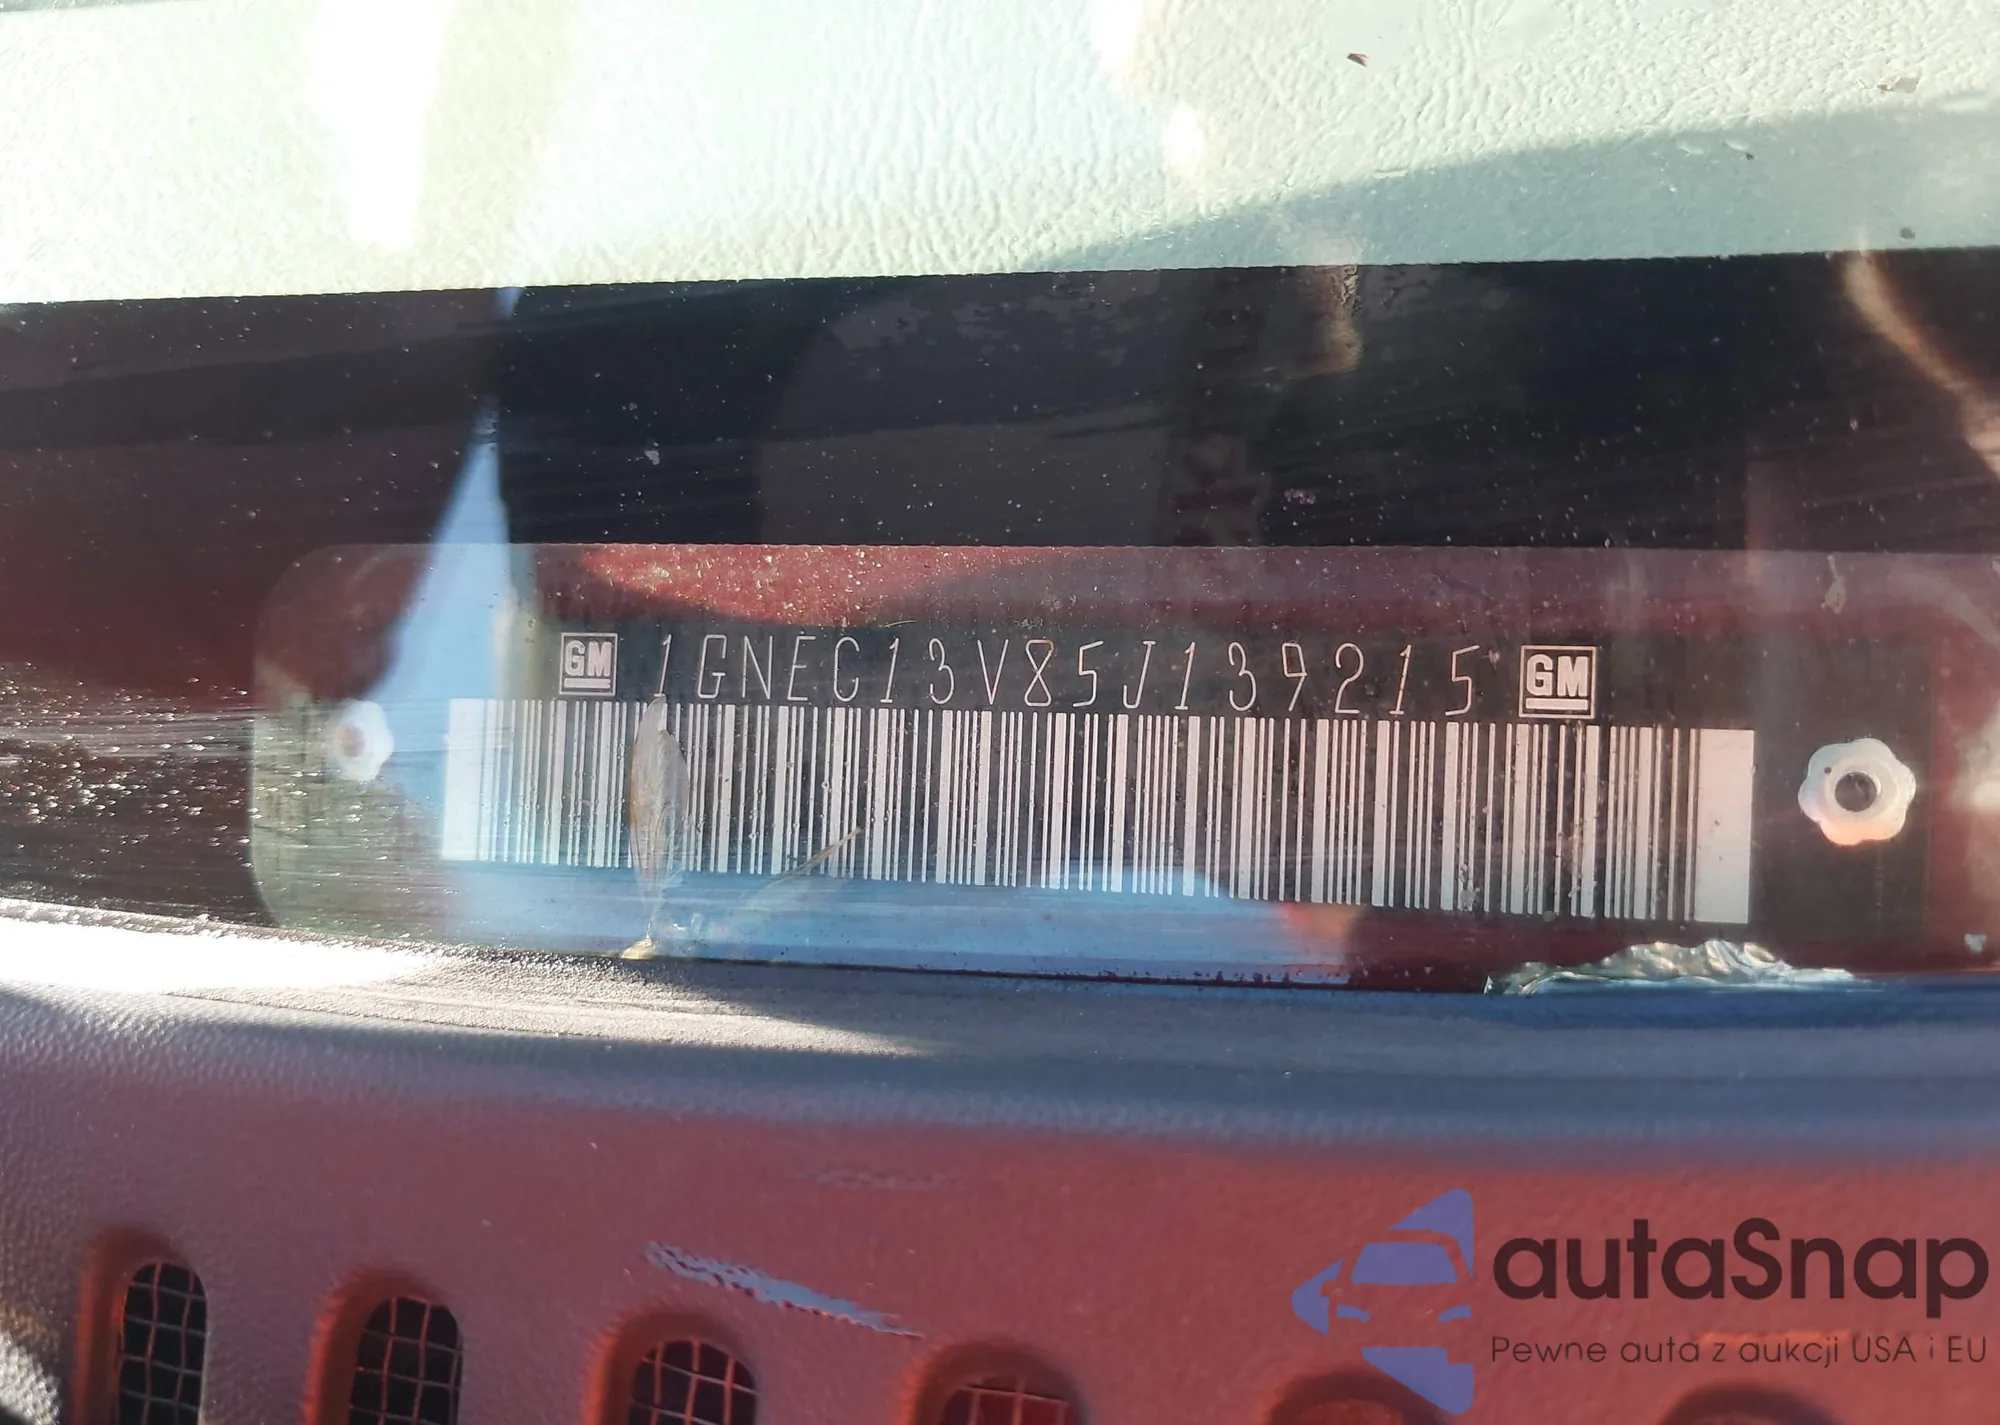 GM 1GNEC13V85J139215 GM
autaSnap
Pewne auta z aukcji USA i EU